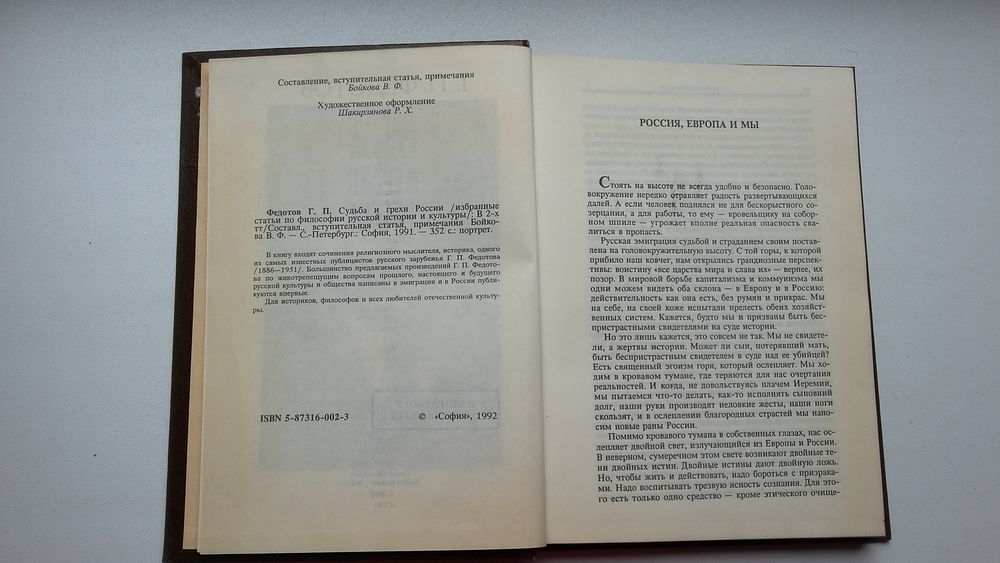 Составление, вступительная статья, примечания
Бойкова В. Ф.
Художественное оформление
Шакирзянова Р. Х.
Федотов Г. П. Судьба и грехи России /избранные
статьи по философии русской истории и культуры/: В 2-х
тт/Составл., вступительная статья, примечания Бойко-
ва В. Ф. — С.-Петербург: София, 1991. — 352 с.: портрет.
В книгу входят сочинения религиозного мыслителя, историка, одного
из самых известных публицистов русского зарубежья Г. П. Федотова
/1886—1951/. Большинство предлагаемых произведений Г. П. Федото-
ва по животрепещущим вопросам прошлого, настоящего и будущего
русской культуры и общества написаны в эмиграции и в России публи-
куются впервые.
Для историков, философов и всех любителей отечественной культу-
ры.
ISBN 5-87316-002-3
© «София», 1992
РОССИЯ, ЕВРОПА И МЫ
Стоять на высоте не всегда удобно и безопасно. Голо-
вокружение нередко отравляет радость развертывающихся
далей. А если человек поднялся не для бескорыстного со-
зерцания, а для работы, то ему — кровельщику на собор-
ном шпиле — угрожает вполне реальная опасность сва-
литься в пропасть.
Русская эмиграция судьбой и страданием своим постав-
лена на головокружительную высоту. С той горы, к которой
прибило наш ковчег, нам открылись грандиозные перспек-
тивы: воистину «все царства мира и слава их» — вернее, их
позор. В мировой борьбе капитализма и коммунизма мы
одни можем видеть оба склона — в Европу и в Россию:
действительность как она есть, без румян и прикрас. Мы
на себе, на своей коже испытали прелесть обеих хозяйст-
венных систем. Кажется, будто мы и призваны быть бес-
пристрастными свидетелями на суде истории.
Но это лишь кажется, это совсем не так. Мы не свидете-
ли, а жертвы истории. Может ли сын, потерявший мать,
быть беспристрастным свидетелем в суде над ее убийцей?
Есть священный эгоизм горя, который ослепляет. Мы хо-
дим в кровавом тумане, где теряются для нас очертания
реальностей. И когда, не довольствуясь плачем Иеремии,
мы пытаемся что-то делать, как-то исполнять сыновний
долг, наши руки производят неловкие жесты, наши ноги
скользят, и в ослеплении благородных страстей мы нано-
сим новые раны России.
Помимо кровавого тумана в собственных глазах, нас ос-
лепляет двойной свет, излучающийся из Европы и России.
В неверном, сумеречном этом свете возникают двойные те-
ни двойных истин. Двойные истины дают двойную ложь.
Но, чтобы жить и действовать, надо бороться с призрака-
ми. Надо воспитывать трезвую ясность сознания. Для это-
го есть только одно средство — кроме этического очище-